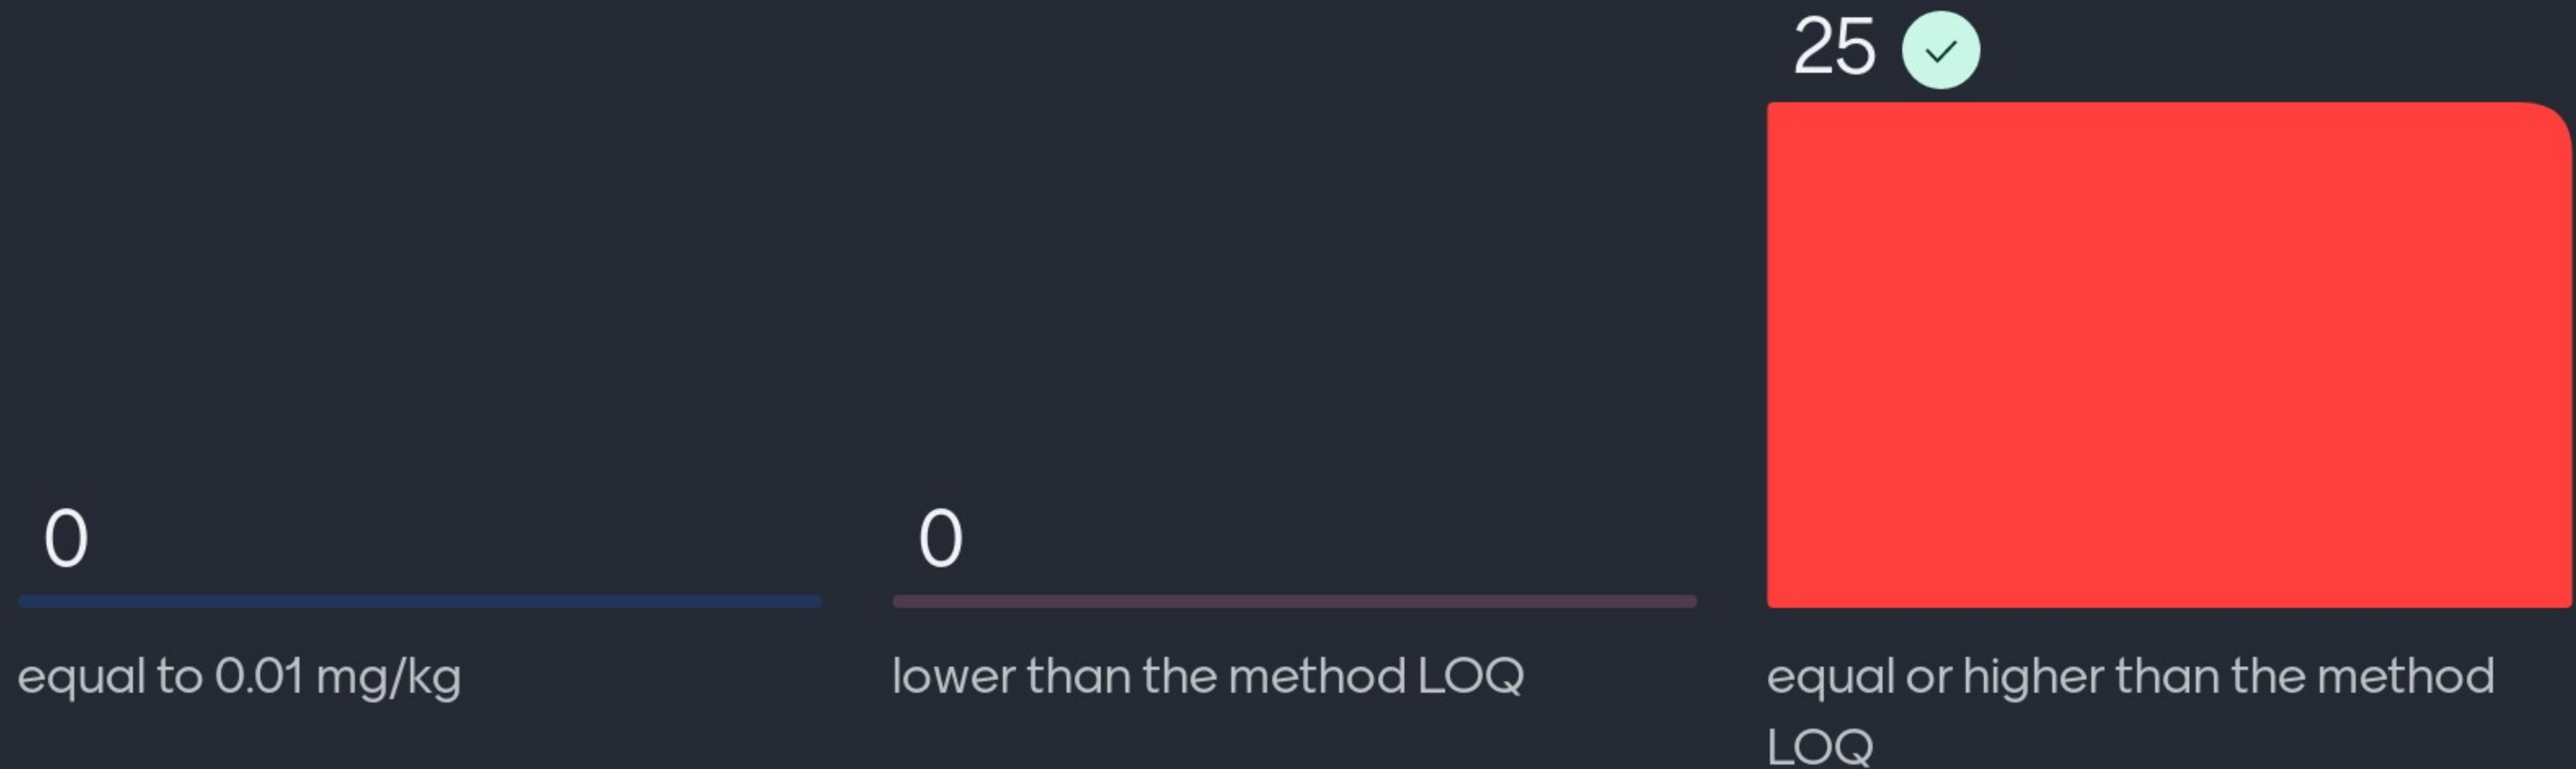 25
0
0
equal to 0.01 mg/kg
lower than the method LOQ
equal or higher than the method
LOQ